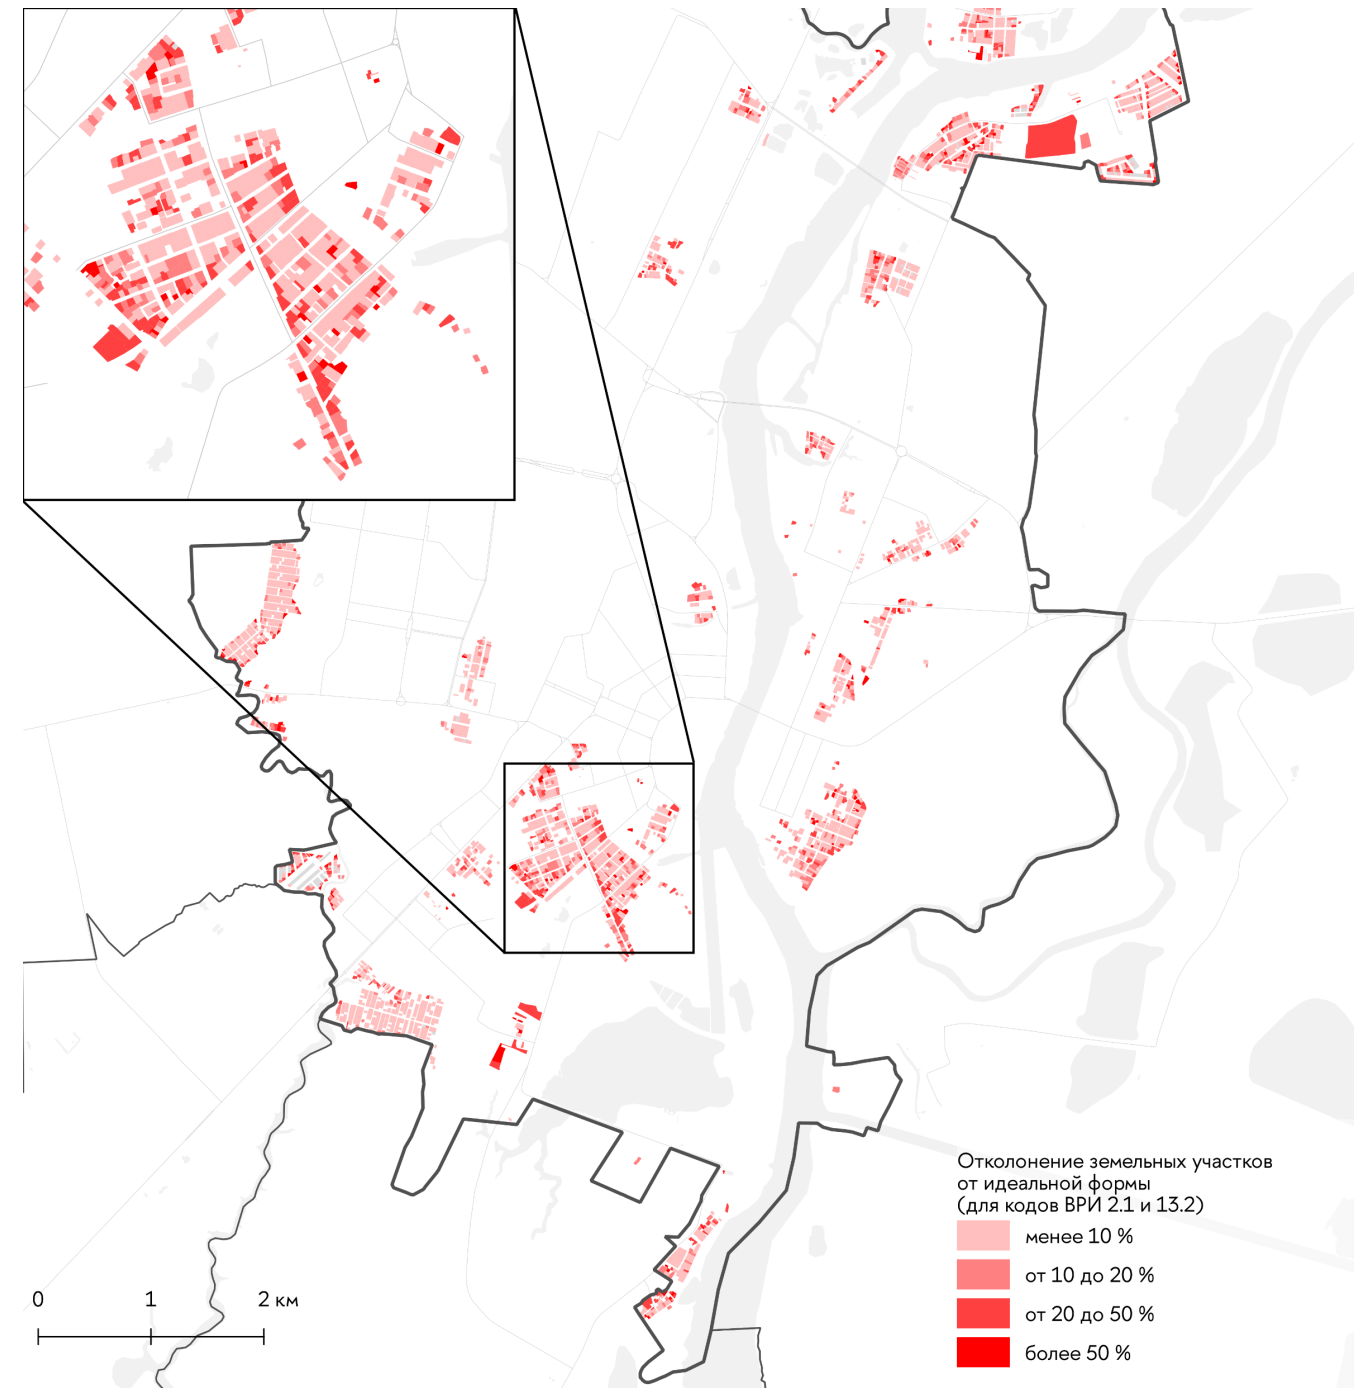 Отколонение земельных участков
от идеальной формы
(для кодов ВРИ 2.1 и 13.2)
менее 10 %
от 10 до 20 %
от 20 до 50 %
более 50 %
0 1 2 км